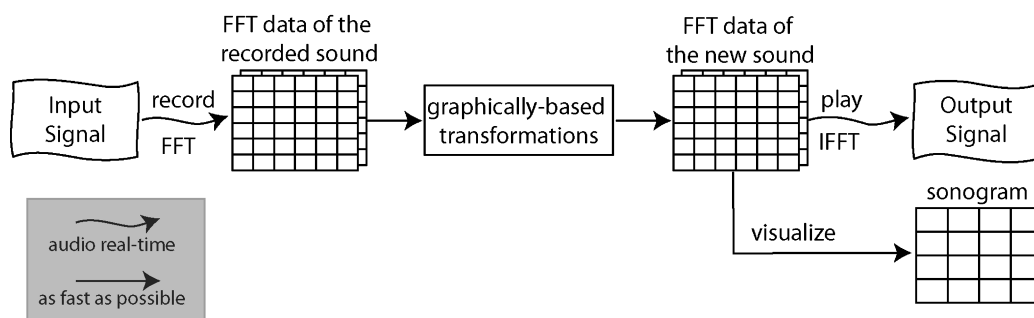 FFT data of the
recorded sound
FFT data
of the new sound
Input
Signal
record
FFT
graphically-based
transformations
play
IFFT
Output
Signal
sonogram
visualize
audio real-time
as fast as possible